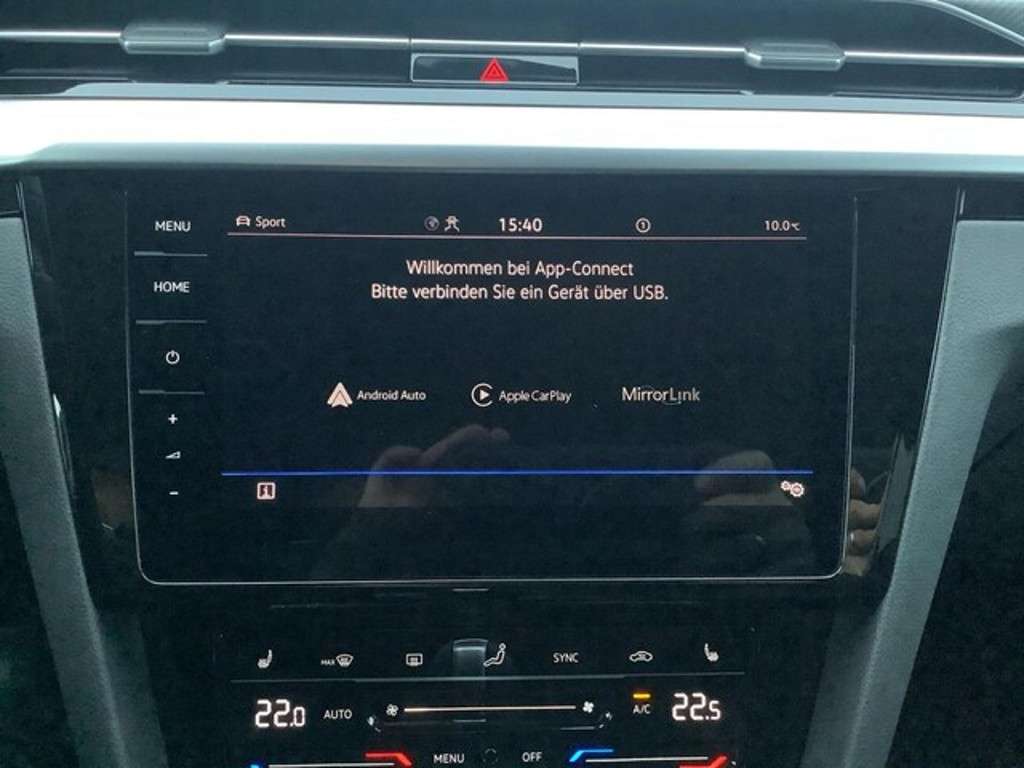 MENU
HOME
+
-
Sport
15:40
1
10.0°C
Willkommen bei App-Connect
Bitte verbinden Sie ein Gerät über USB.
Android Auto
Apple CarPlay
MirrorLink
i
MAX
SYNC
22.0
AUTO
A/C
22.5
MENU
OFF